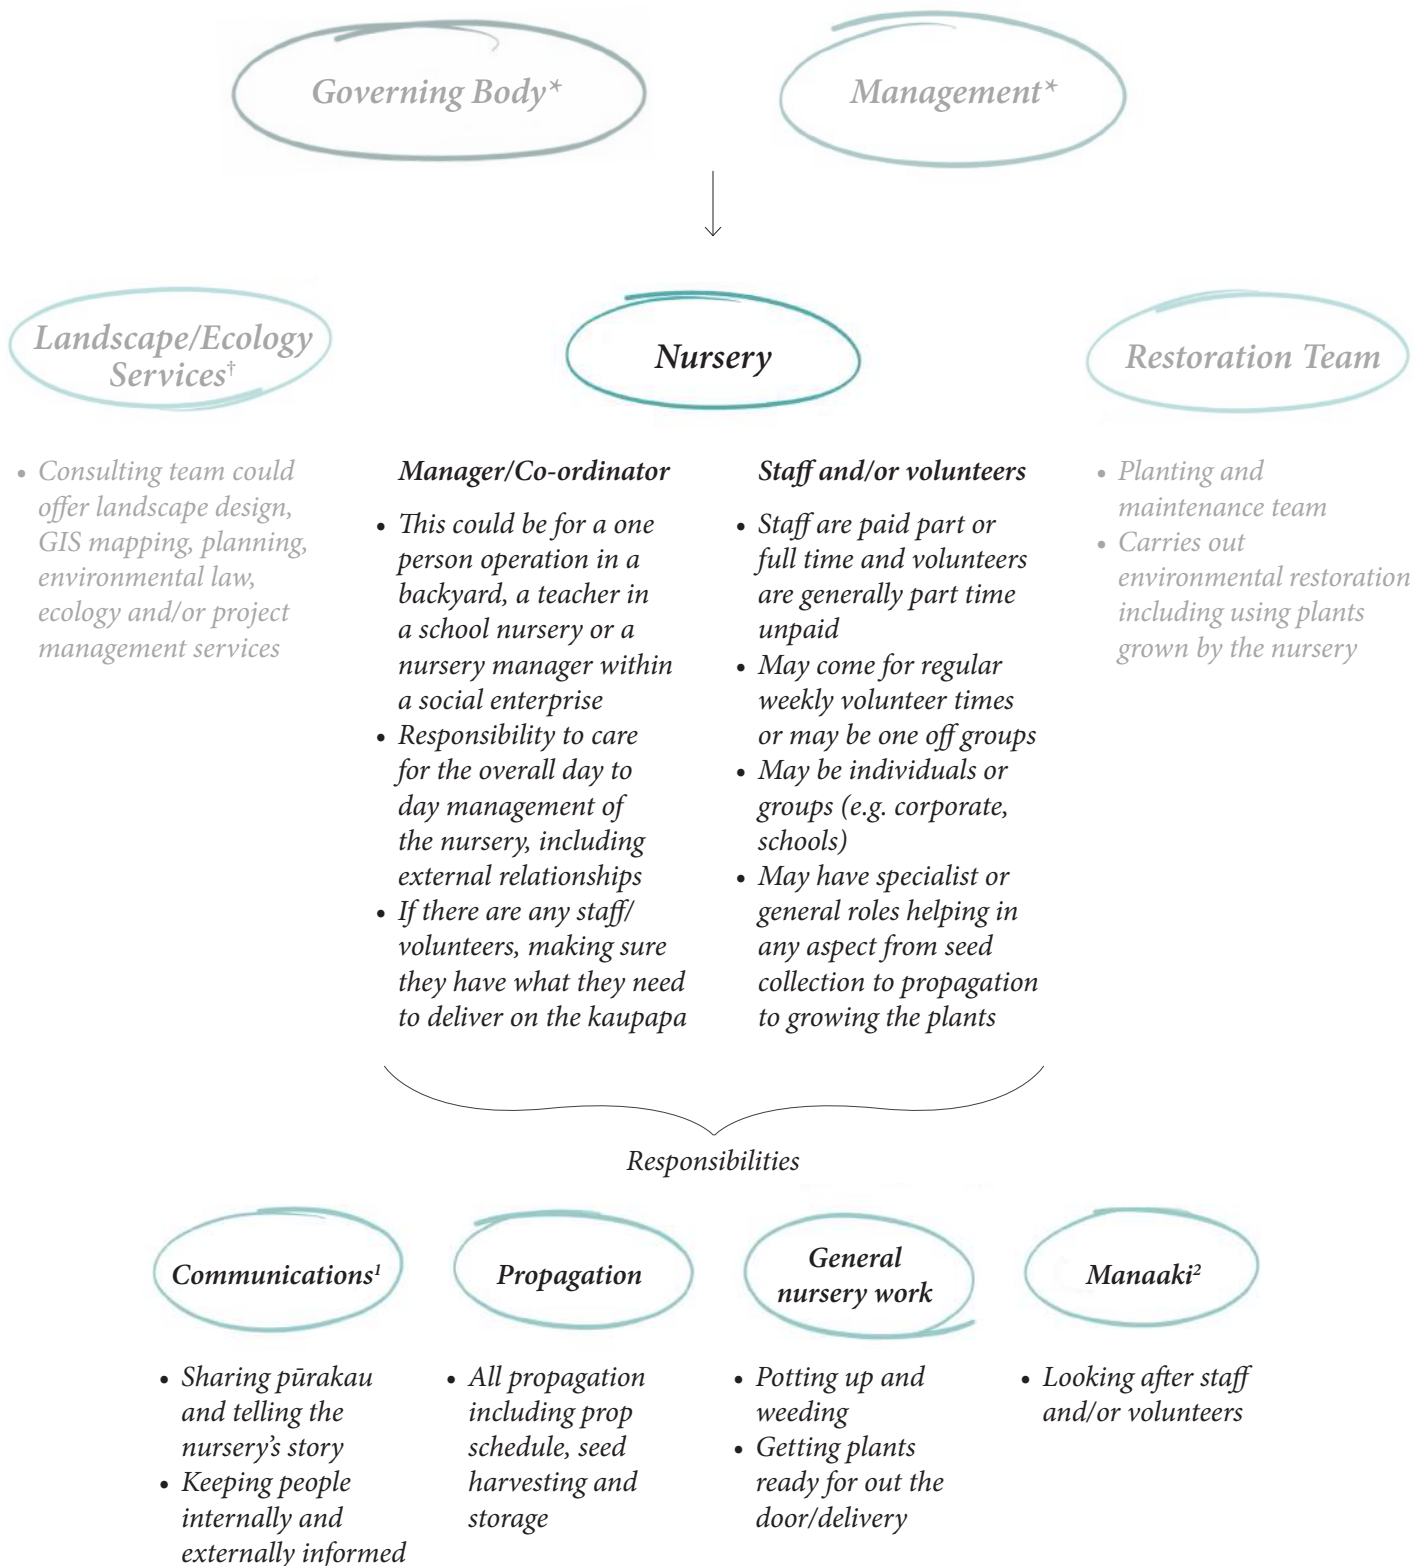 Governing Body*
Management*
Landscape/Ecology
Services†
• Consulting team could
offer landscape design,
GIS mapping, planning,
environmental law,
ecology and/or project
management services
Nursery
Manager/Co-ordinator
• This could be for a one
person operation in a
backyard, a teacher in
a school nursery or a
nursery manager within
a social enterprise
• Responsibility to care
for the overall day to
day management of
the nursery, including
external relationships
• If there are any staff/
volunteers, making sure
they have what they need
to deliver on the kaupapa
Staff and/or volunteers
• Staff are paid part or
full time and volunteers
are generally part time
unpaid
• May come for regular
weekly volunteer times
or may be one off groups
• May be individuals or
groups (e.g. corporate,
schools)
• May have specialist or
general roles helping in
any aspect from seed
collection to propagation
to growing the plants
Restoration Team
• Planting and
maintenance team
• Carries out
environmental restoration
including using plants
grown by the nursery
Responsibilities
Communications¹
• Sharing pūrakau
and telling the
nursery’s story
• Keeping people
internally and
externally informed
Propagation
• All propagation
including prop
schedule, seed
harvesting and
storage
General
nursery work
• Potting up and
weeding
• Getting plants
ready for out the
door/delivery
Manaaki²
• Looking after staff
and/or volunteers